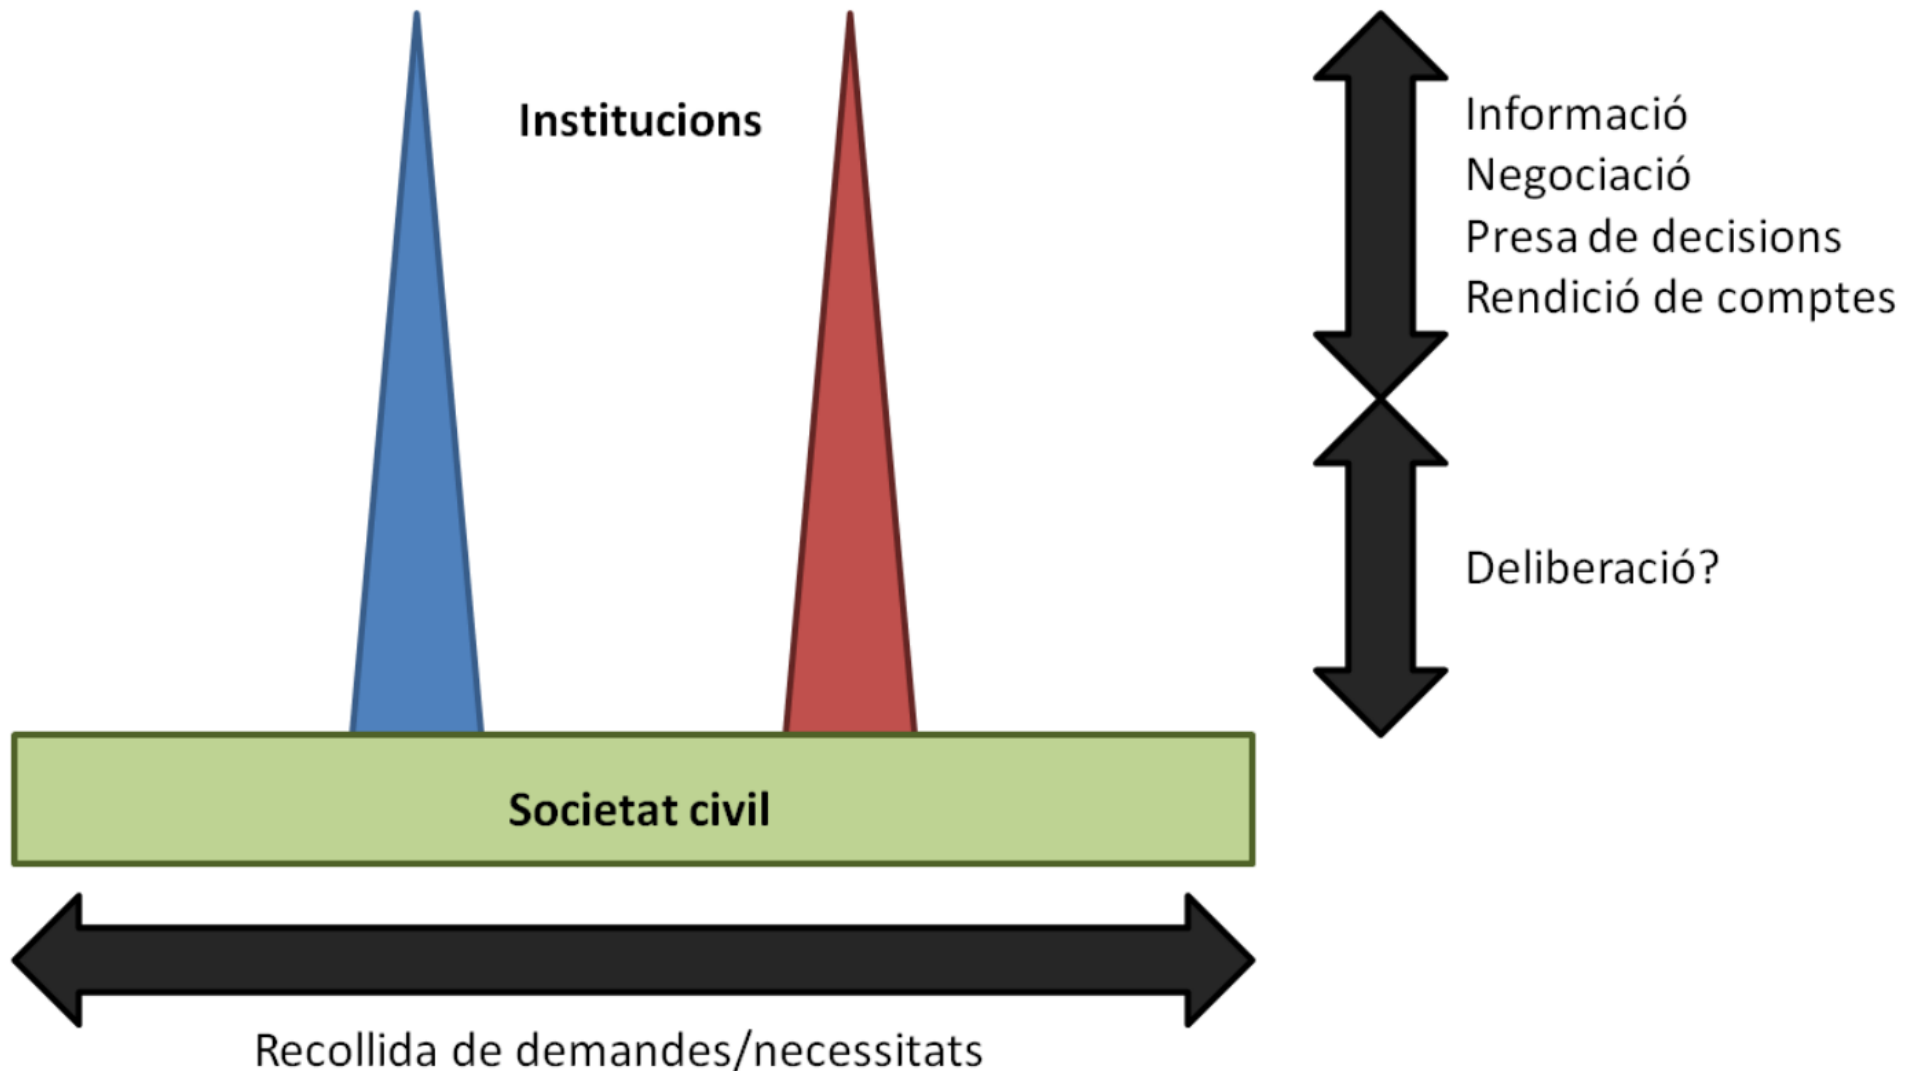 Institucions
Informació
Negociació
Presa de decisions
Rendició de comptes
Deliberació?
Societat civil
Recollida de demandes/necessitats